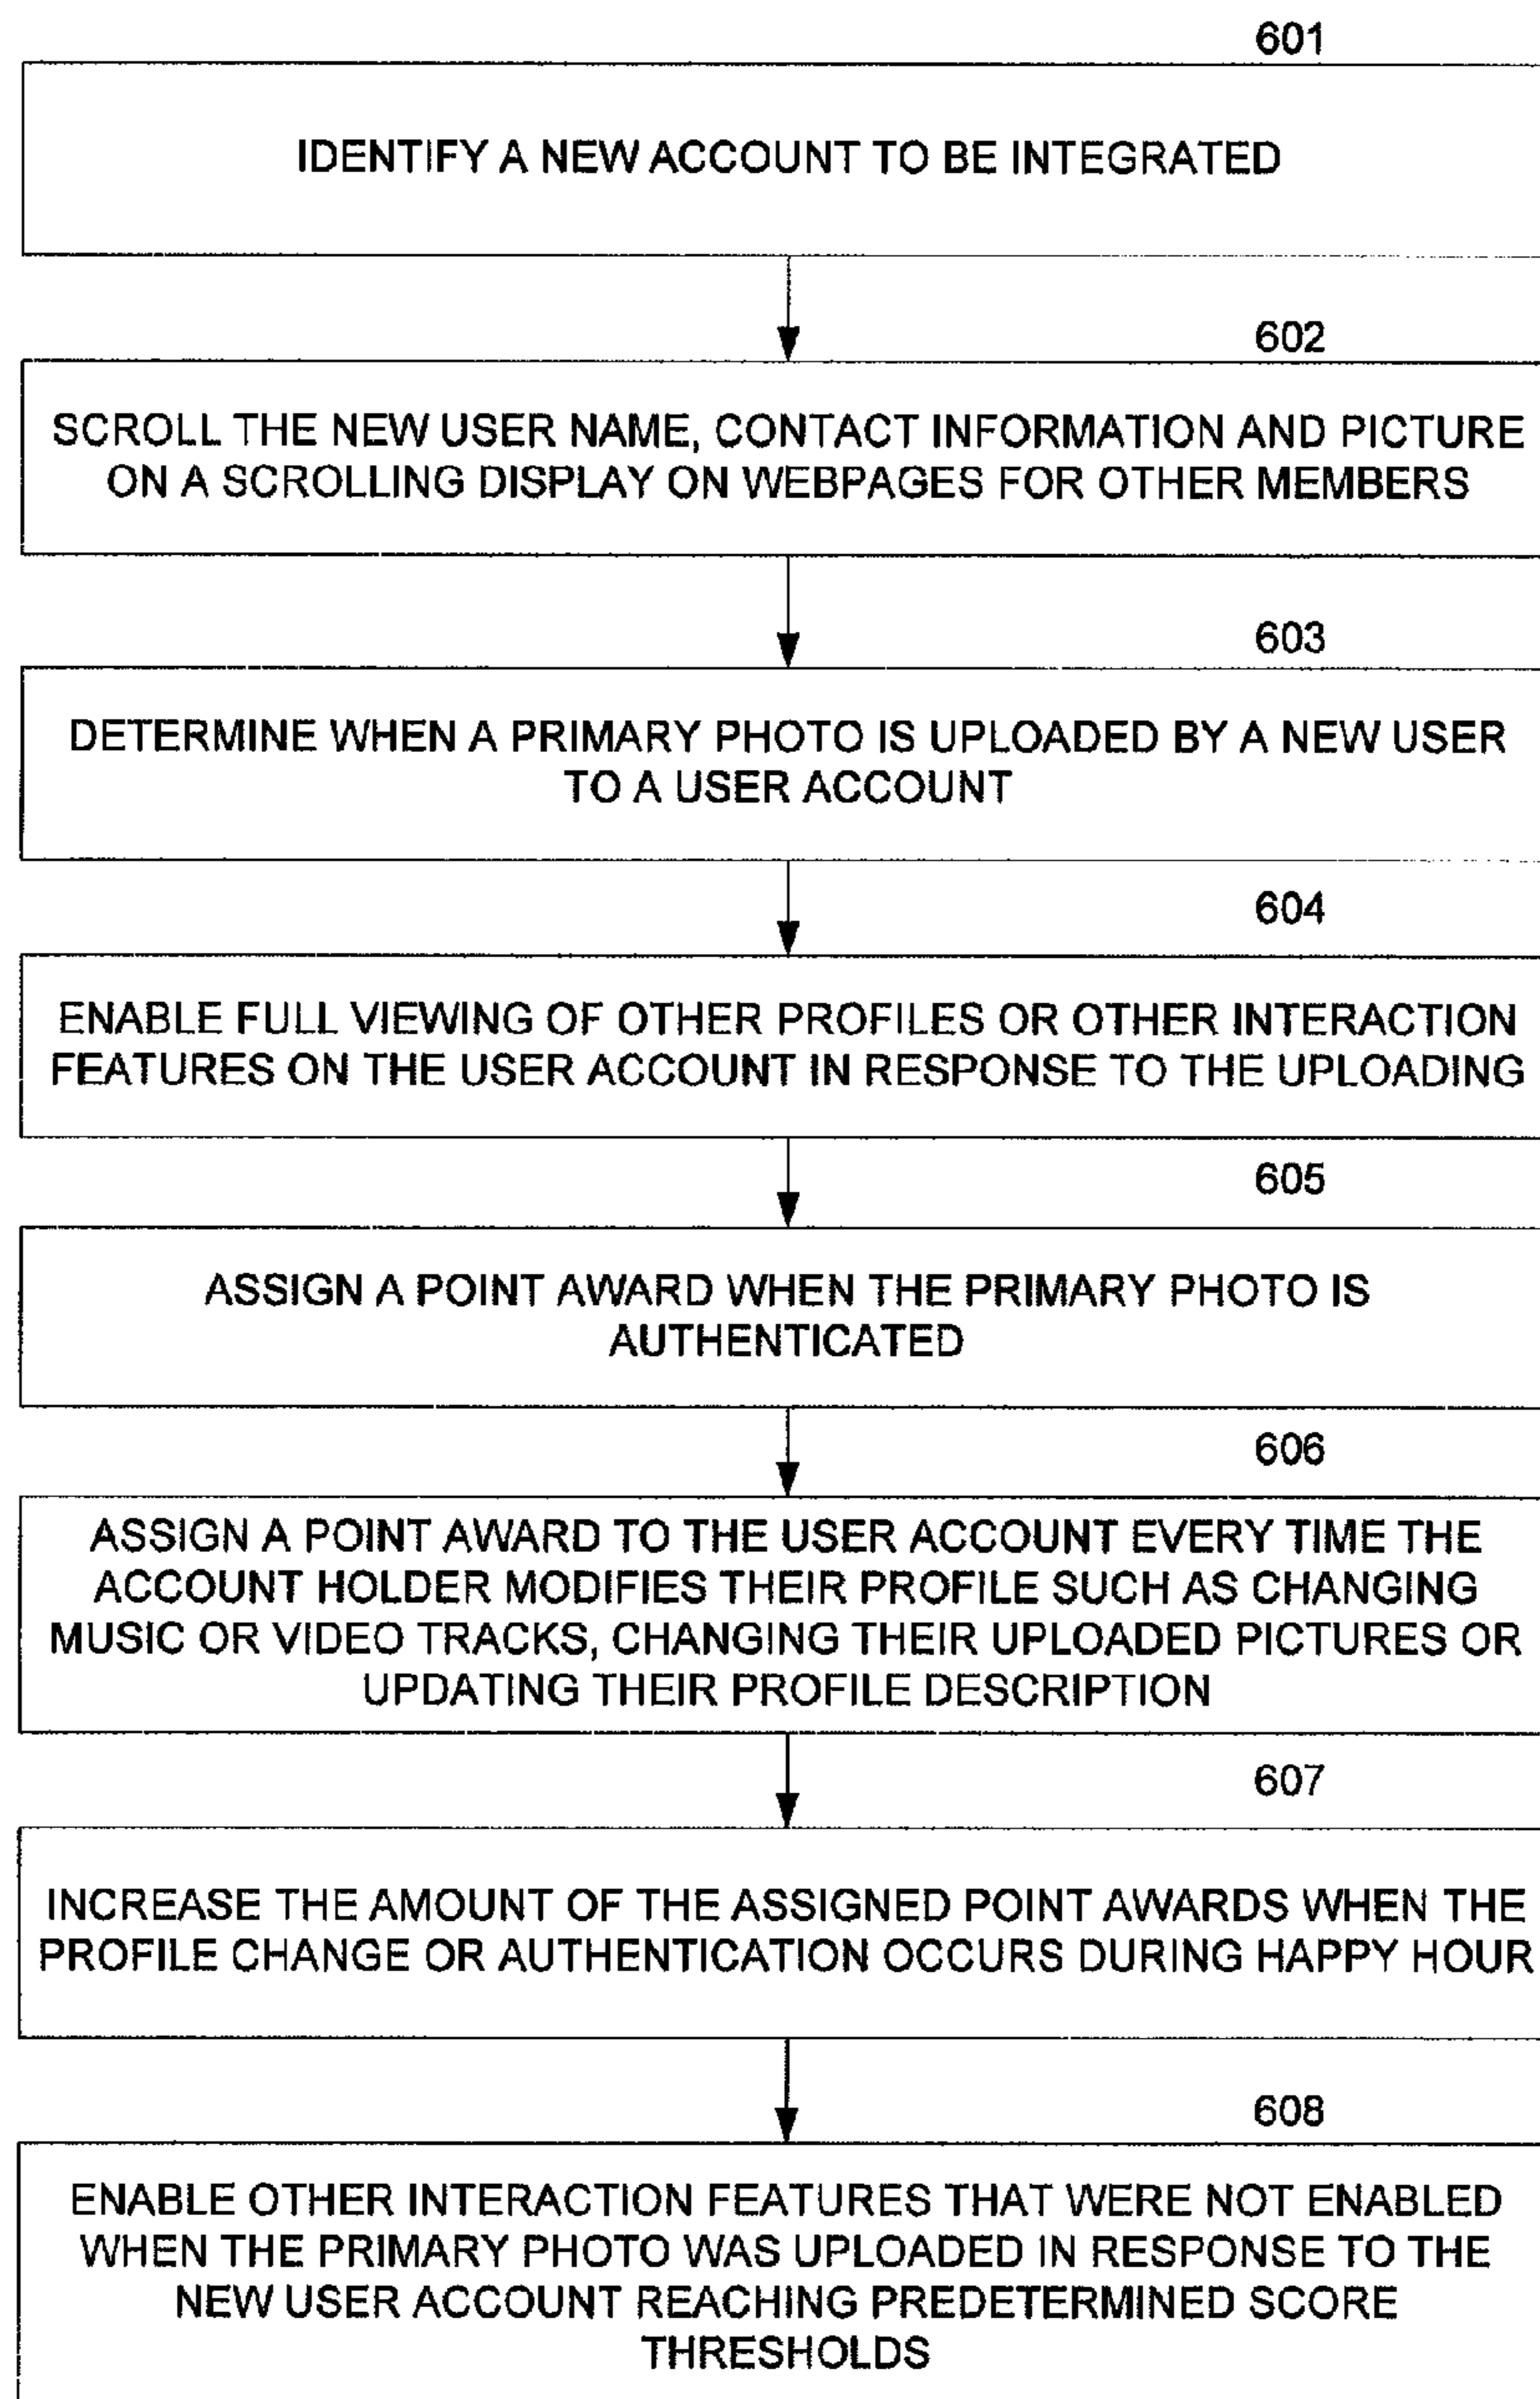 601
IDENTIFY A NEW ACCOUNT TO BE INTEGRATED
602
SCROLL THE NEW USER NAME, CONTACT INFORMATION AND PICTURE
ON A SCROLLING DISPLAY ON WEBPAGES FOR OTHER MEMBERS
603
DETERMINE WHEN A PRIMARY PHOTO IS UPLOADED BY A NEW USER
TO A USER ACCOUNT
604
ENABLE FULL VIEWING OF OTHER PROFILES OR OTHER INTERACTION
FEATURES ON THE USER ACCOUNT IN RESPONSE TO THE UPLOADING
605
ASSIGN A POINT AWARD WHEN THE PRIMARY PHOTO IS
AUTHENTICATED
606
ASSIGN A POINT AWARD TO THE USER ACCOUNT EVERY TIME THE
ACCOUNT HOLDER MODIFIES THEIR PROFILE SUCH AS CHANGING
MUSIC OR VIDEO TRACKS, CHANGING THEIR UPLOADED PICTURES OR
UPDATING THEIR PROFILE DESCRIPTION
607
INCREASE THE AMOUNT OF THE ASSIGNED POINT AWARDS WHEN THE
PROFILE CHANGE OR AUTHENTICATION OCCURS DURING HAPPY HOUR
608
ENABLE OTHER INTERACTION FEATURES THAT WERE NOT ENABLED
WHEN THE PRIMARY PHOTO WAS UPLOADED IN RESPONSE TO THE
NEW USER ACCOUNT REACHING PREDETERMINED SCORE
THRESHOLDS